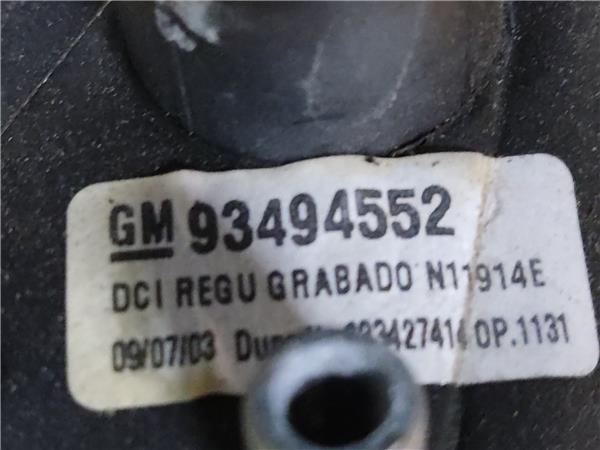 GM 93494552
DCI REGU GRABADO N11914E
09/07/03 OP.1131